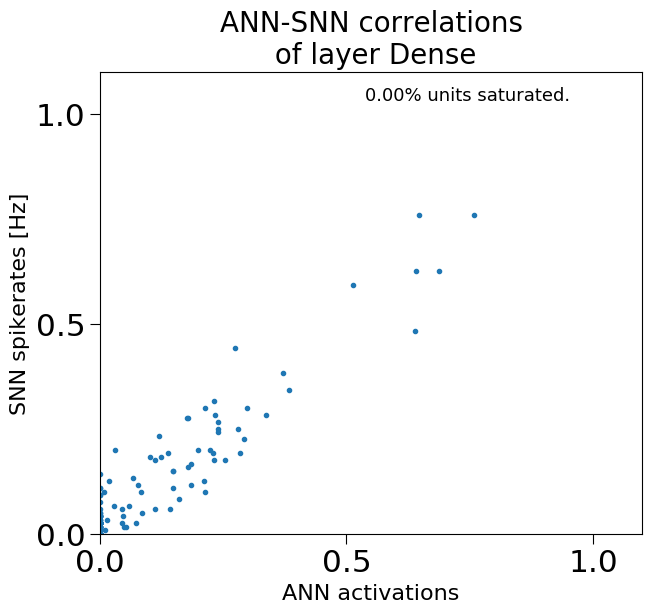 ANN-SNN correlations
of layer Dense
0.00% units saturated.
1.0
0.5
0.0
SNN spikerates [Hz]
0.0 0.5 1.0
ANN activations